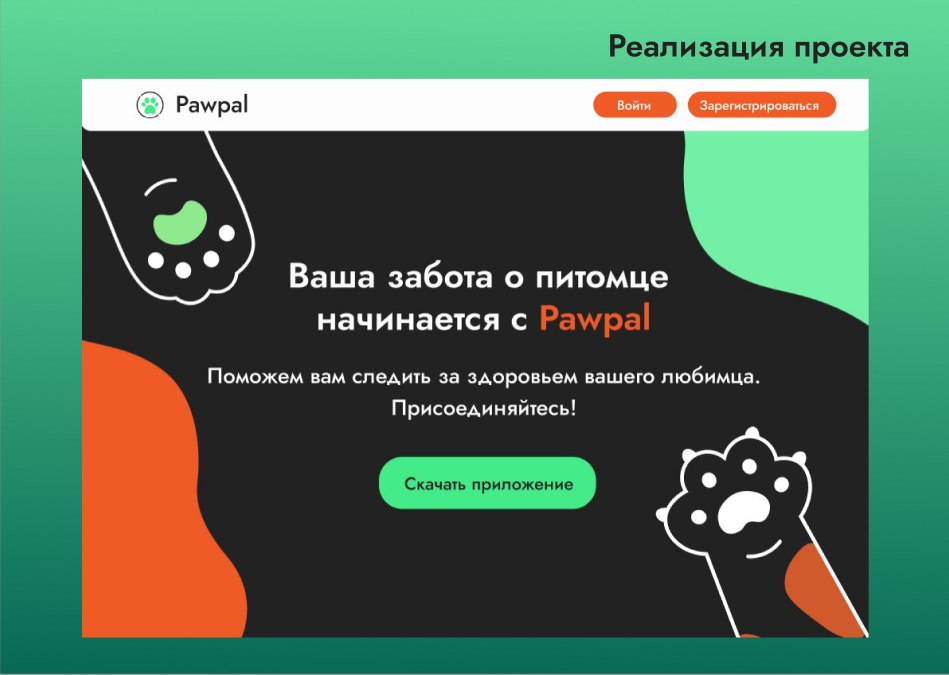 Реализация проекта
Pawpal
Войти
Зарегистрироваться
Ваша забота о питомце
начинается с Pawpal
Поможем вам следить за здоровьем вашего любимца.
Присоединяйтесь!
Скачать приложение